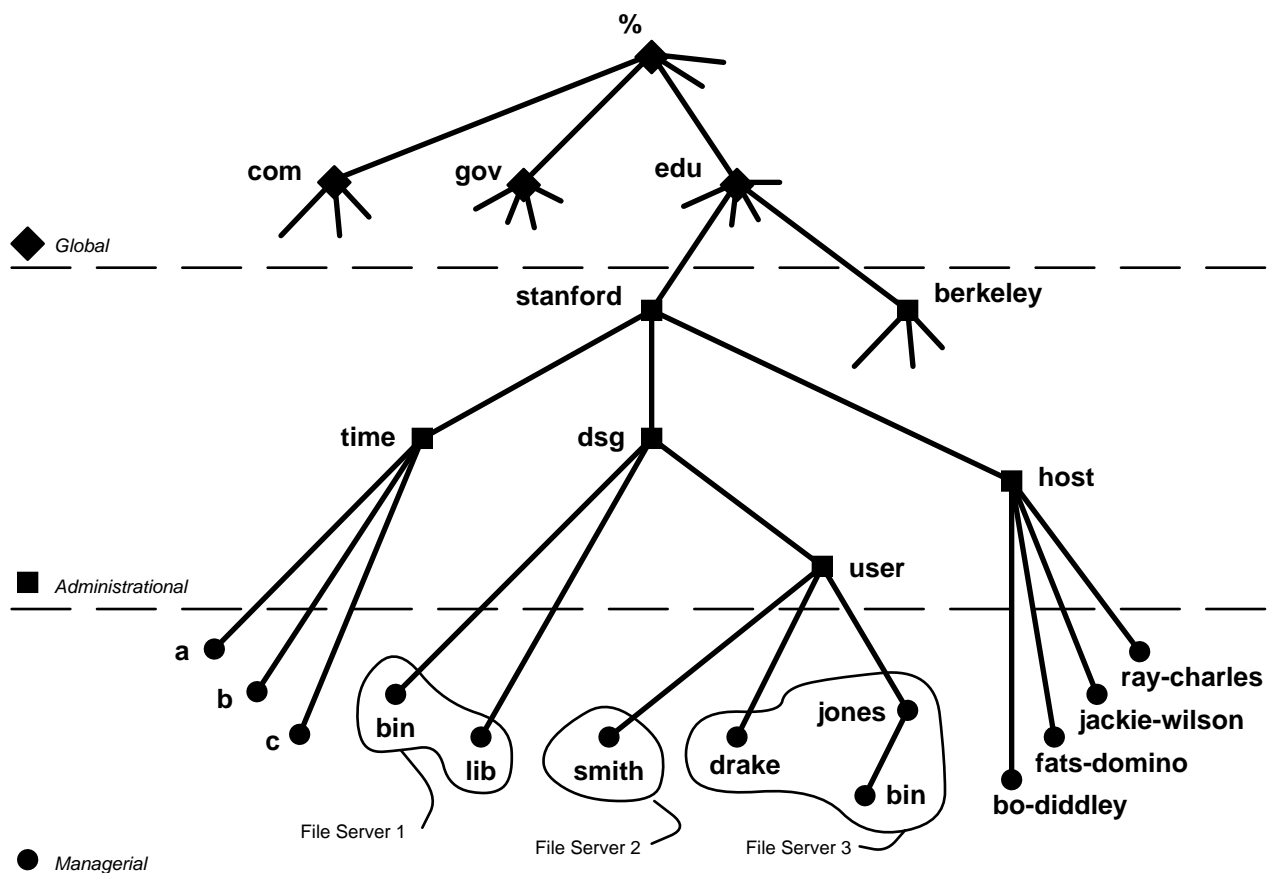 %
com
gov
edu
Global
stanford
berkeley
time
dsg
host
user
Administrational
a
b
c
bin
lib
smith
drake
jones
bin
ray-charles
jackie-wilson
fats-domino
bo-diddley
File Server 1
File Server 2
File Server 3
Managerial